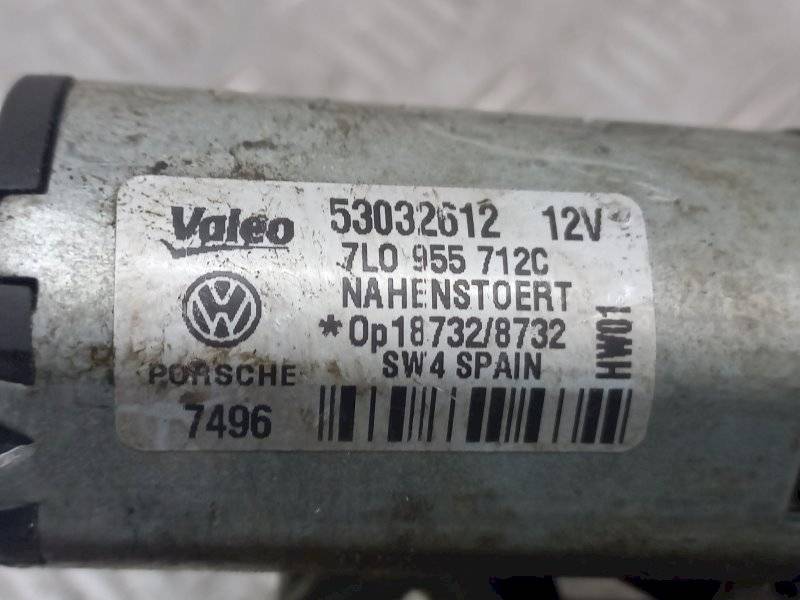 Valeo 53032612 12V
7L0 955 712C
NAHENSTOERT
*Op18732/8732
SW4 SPAIN
PORSCHE
7496
HW01